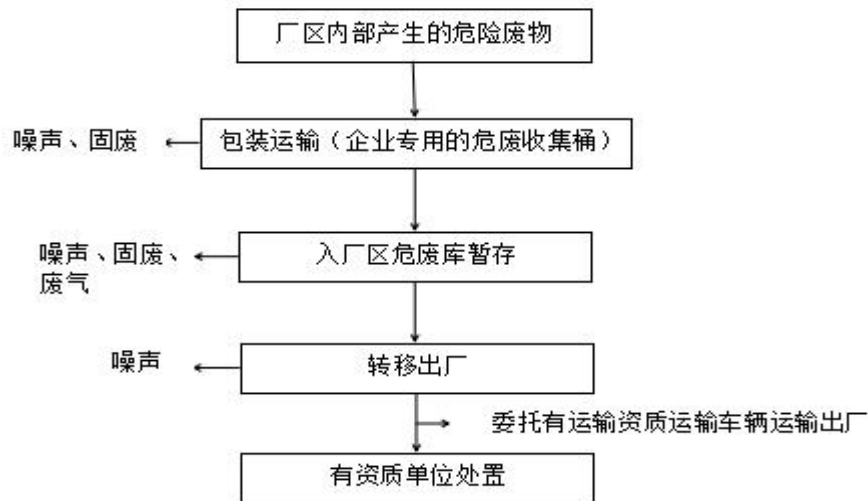 厂区内部产生的危险废物
噪声、固废
包装运输（企业专用的危废收集桶）
噪声、固废、
废气
入厂区危废库暂存
噪声
转移出厂
委托有运输资质运输车辆运输出厂
有资质单位处置